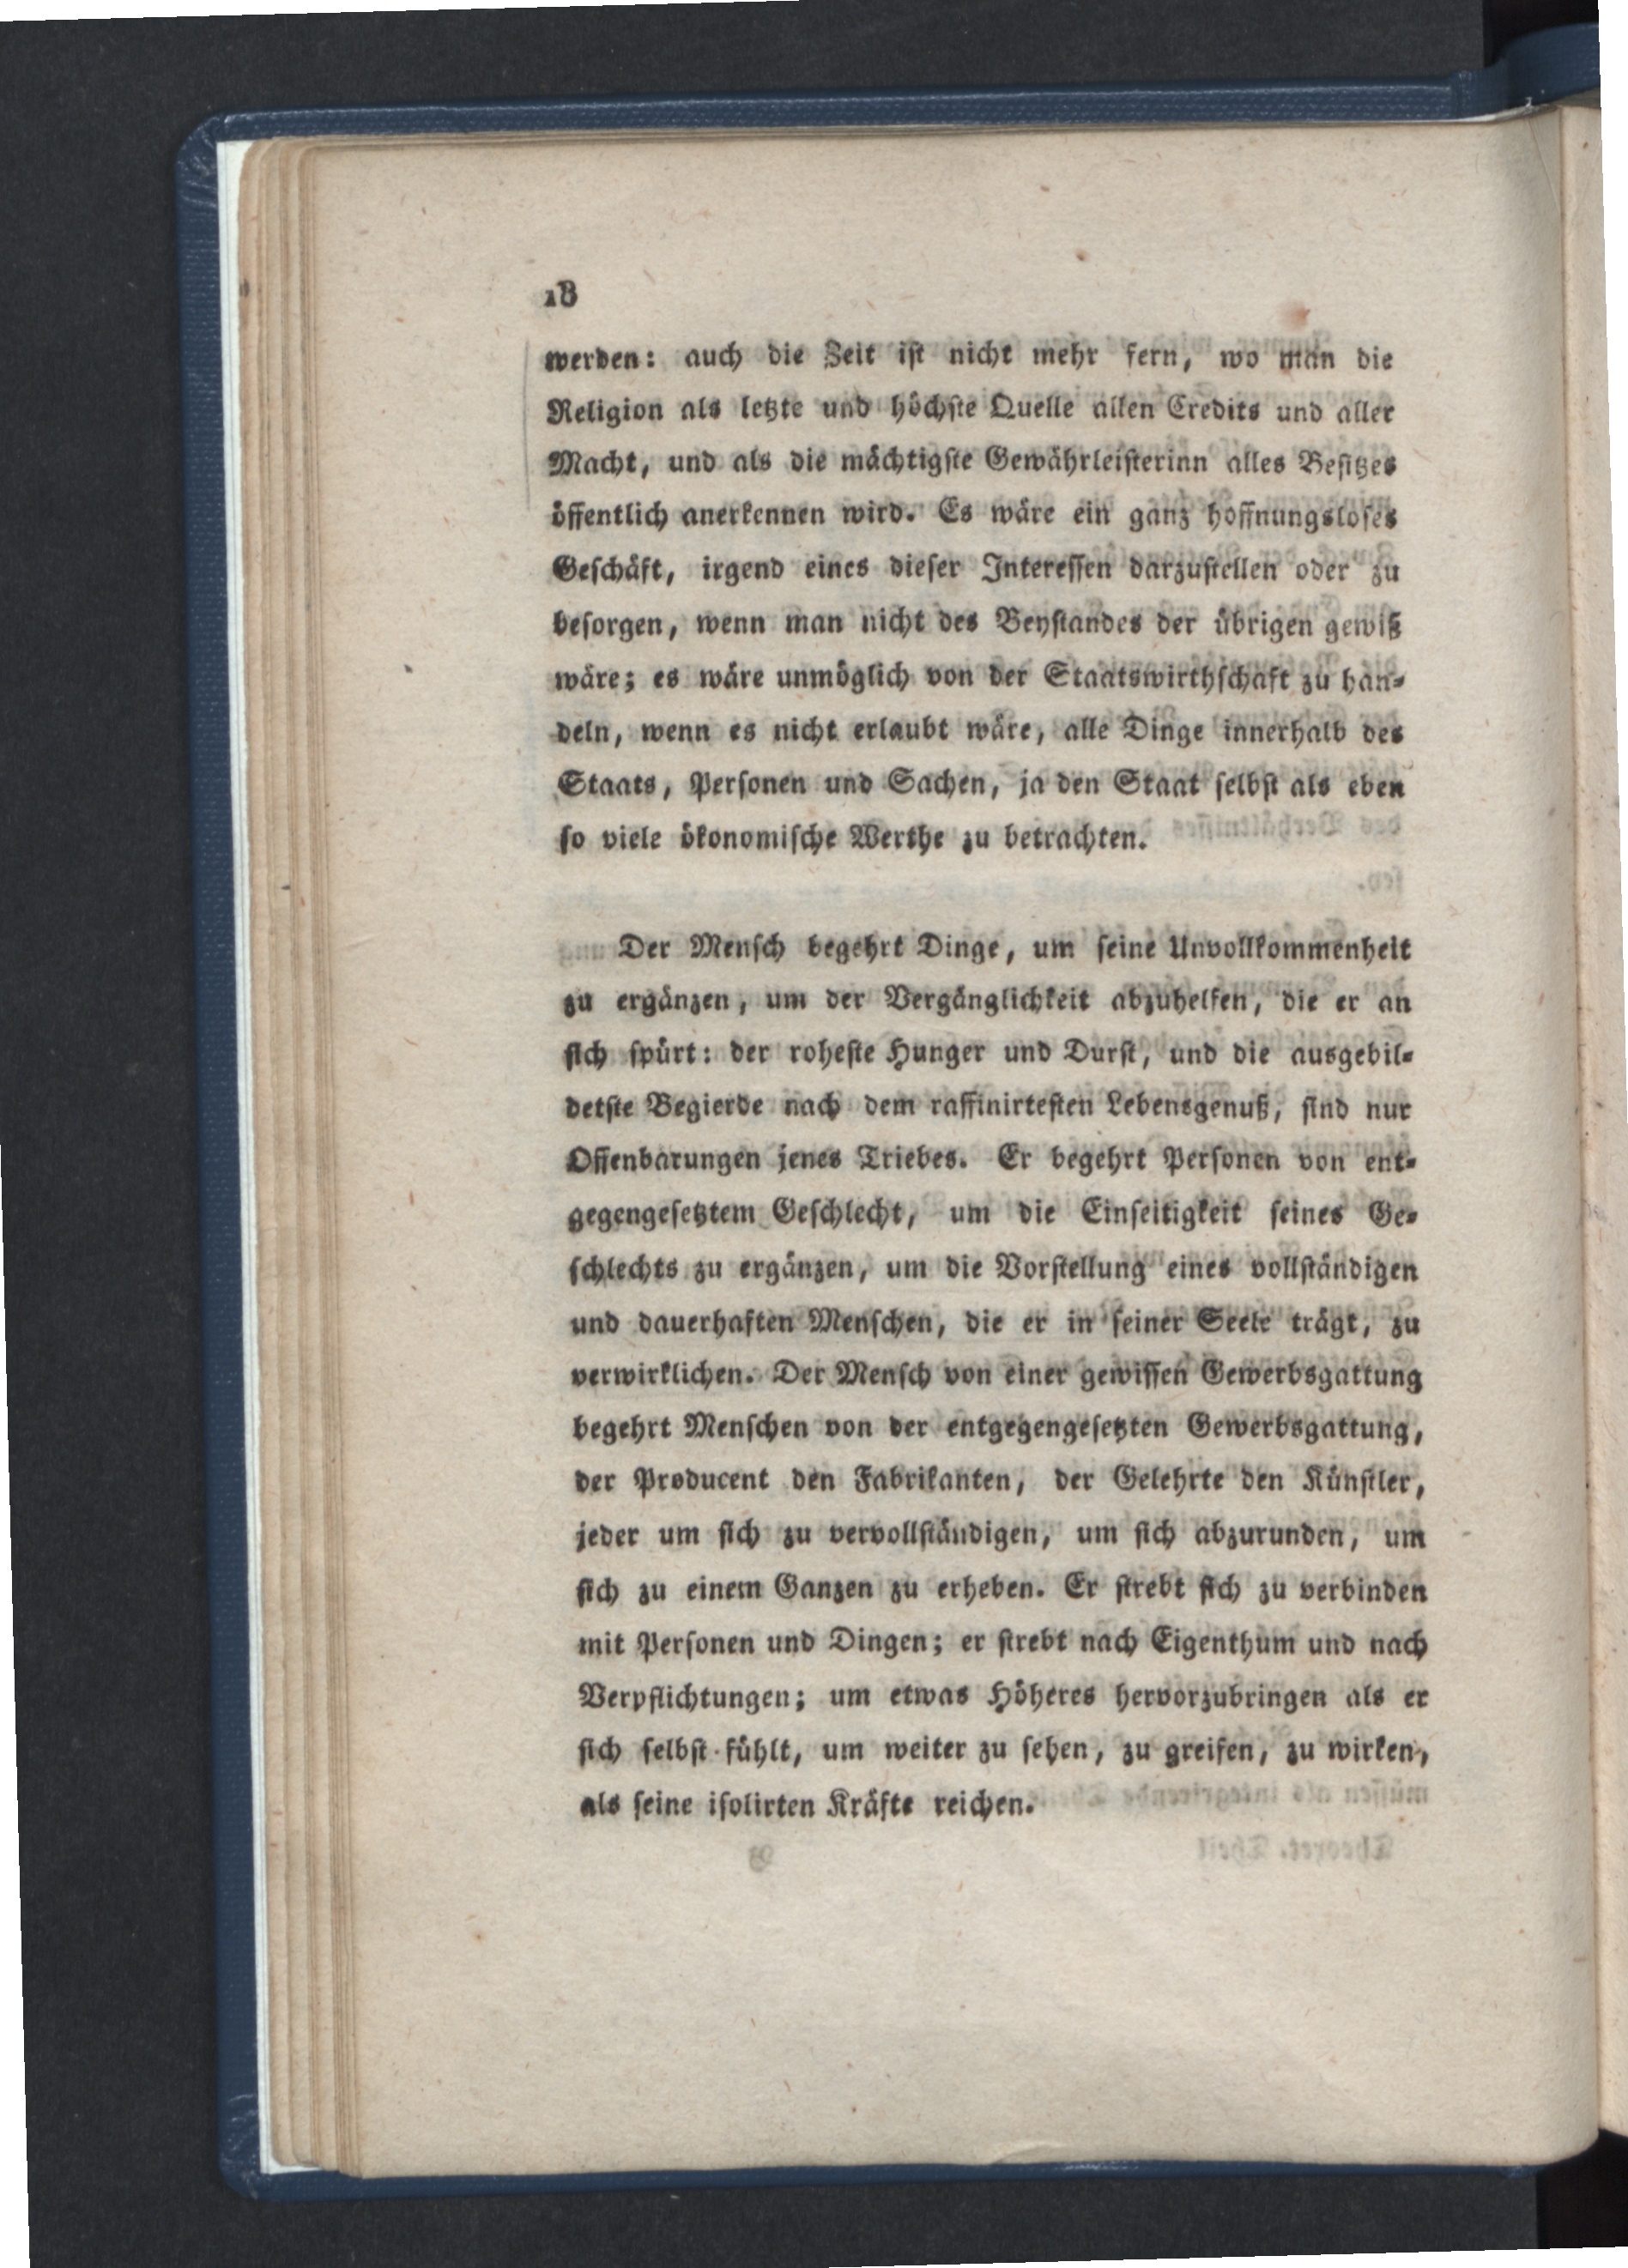 18
werden: auch die Zeit ist nicht mehr fern, wo man die
Religion als letzte und höchste Quelle allen Credits und aller
Macht, und als die mächtigste Gewährleisterinn alles Besitzes
öffentlich anerkennen wird. Es wäre ein ganz hoffnungsloses
Geschäft, irgend eines dieser Interessen darzustellen oder zu
besorgen, wenn man nicht des Beystandes der übrigen gewiß
wäre; es wäre unmöglich von der Staatswirthschaft zu han-
deln, wenn es nicht erlaubt wäre, alle Dinge innerhalb des
Staats, Personen und Sachen, ja den Staat selbst als eben
so viele ökonomische Werthe zu betrachten.
Der Mensch begehrt Dinge, um seine Unvollkommenheit
zu ergänzen, um der Vergänglichkeit abzuhelfen, die er an
sich spürt: der roheste Hunger und Durst, und die ausgebil-
detste Begierde nach dem raffinirtesten Lebensgenuß, sind nur
Offenbarungen jenes Triebes. Er begehrt Personen von ent-
gegengesetztem Geschlecht, um die Einseitigkeit seines Ge-
schlechts zu ergänzen, um die Vorstellung eines vollständigen
und dauerhaften Menschen, die er in seiner Seele trägt, zu
verwirklichen. Der Mensch von einer gewissen Gewerbsgattung
begehrt Menschen von der entgegengesetzten Gewerbsgattung,
der Producent den Fabrikanten, der Gelehrte den Künstler,
jeder um sich zu vervollständigen, um sich abzurunden, um
sich zu einem Ganzen zu erheben. Er strebt sich zu verbinden
mit Personen und Dingen; er strebt nach Eigenthum und nach
Verpflichtungen; um etwas Höheres hervorzubringen als er
sich selbst fühlt, um weiter zu sehen, zu greifen, zu wirken,
als seine isolirten Kräfte reichen.